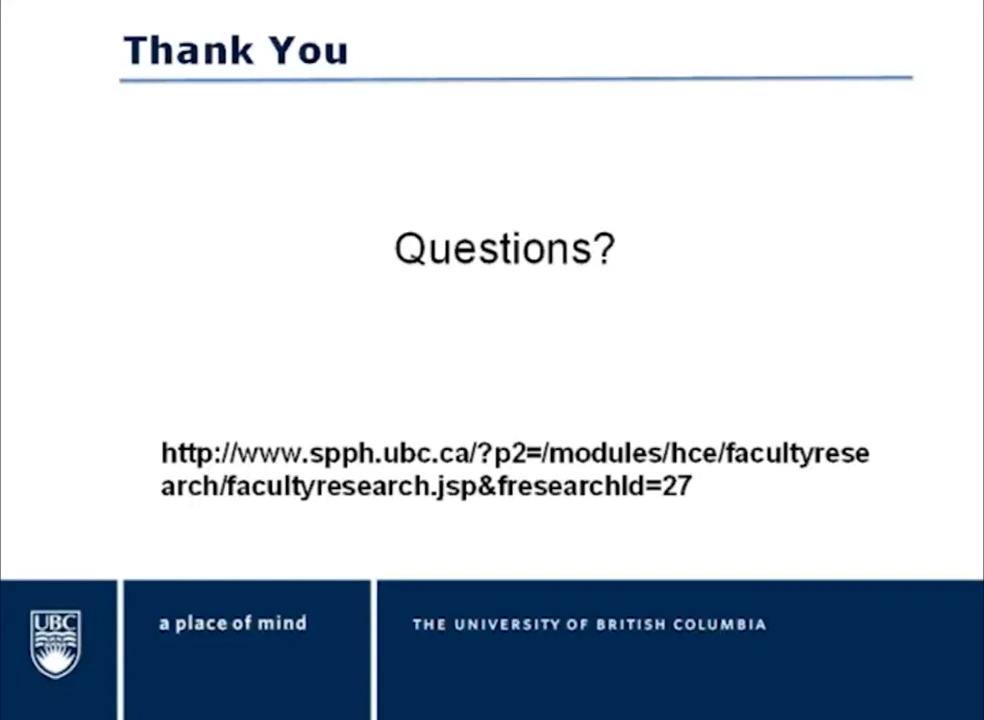 Thank You
Questions?
http://www.spph.ubc.ca/?p2=/modules/hce/facultyrese
arch/facultyresearch.jsp&fresearchId=27
UBC
a place of mind
THE UNIVERSITY OF BRITISH COLUMBIA